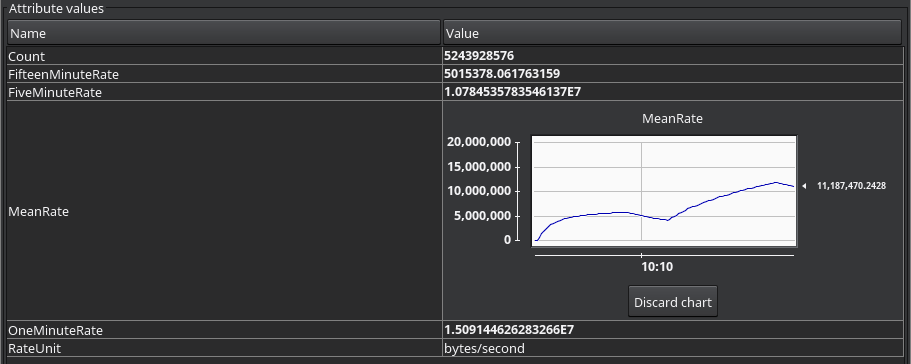 Attribute values
Name Value
Count 5243928576
FifteenMinuteRate 5015378.061763159
FiveMinuteRate 1.0784535783546137E7
MeanRate
20,000,000
15,000,000
10,000,000
5,000,000
0
11,187,470.2428
10:10
MeanRate
Discard chart
OneMinuteRate 1.509144626283266E7
RateUnit bytes/second